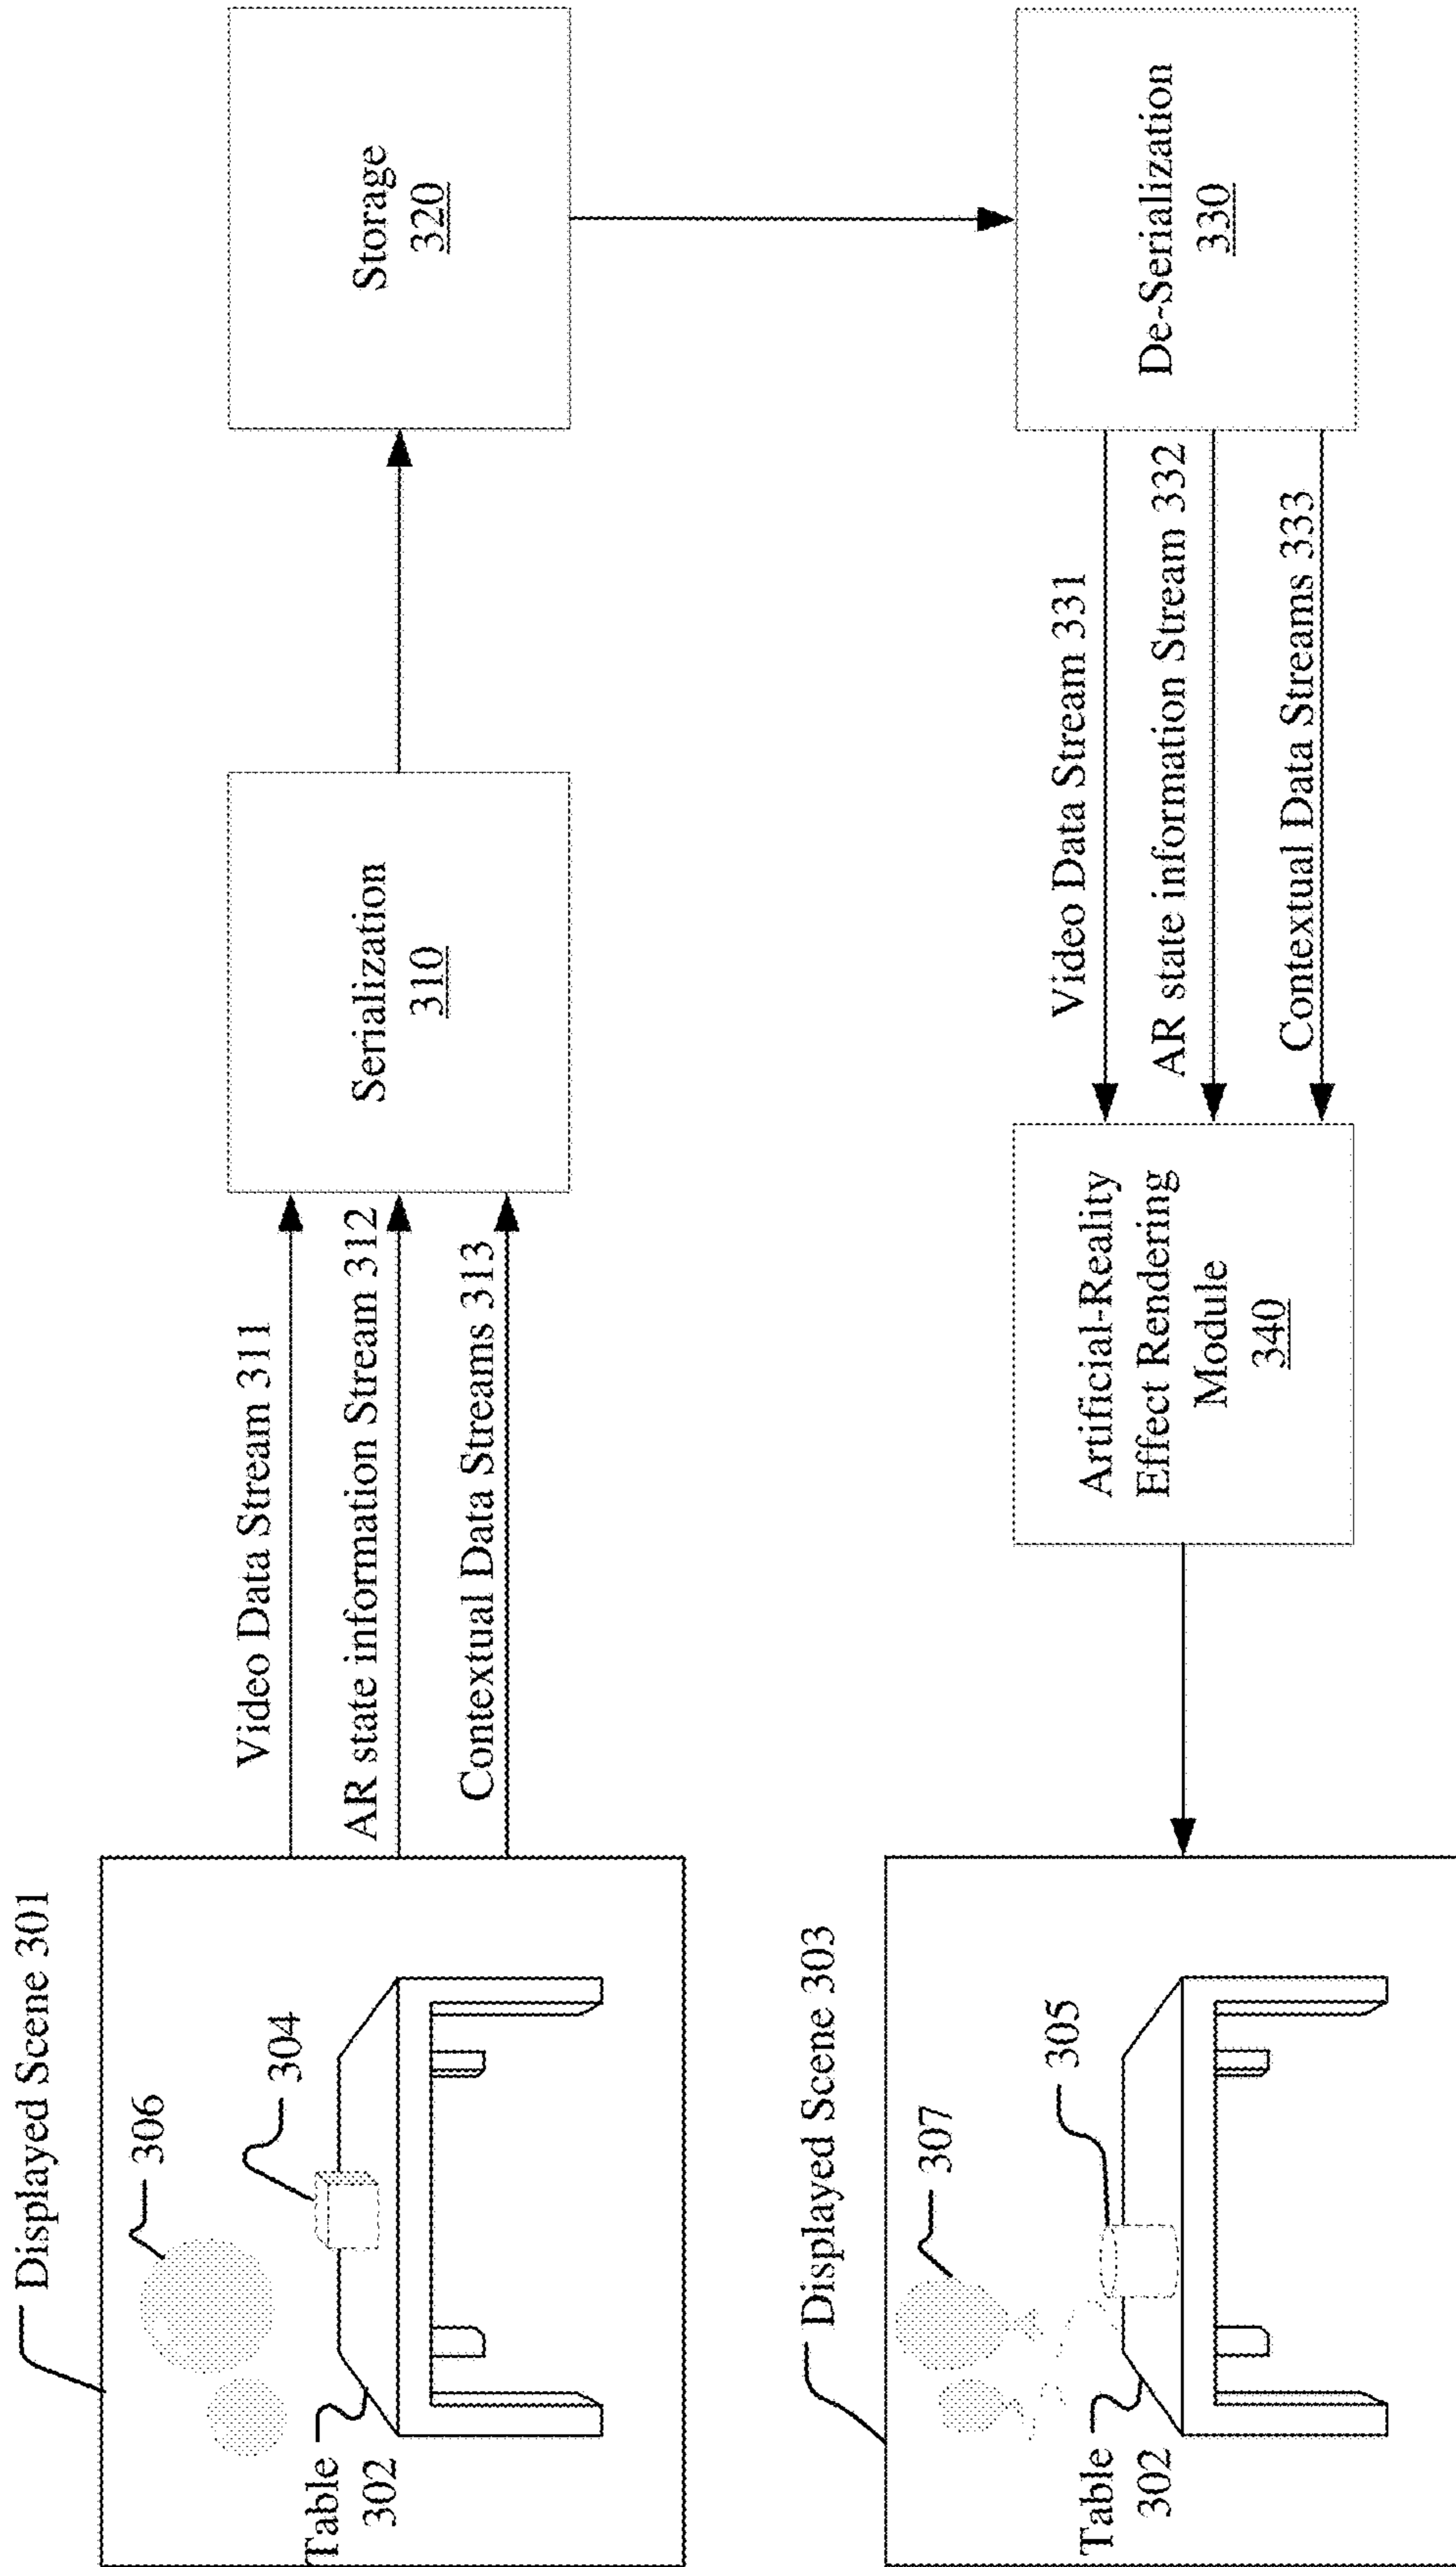 Displayed Scene 301
306
304
Table
302
Video Data Stream 311
AR state information Stream 312
Contextual Data Streams 313
Serialization
310
Storage
320
Displayed Scene 303
307
305
Table
302
Artificial-Reality
Effect Rendering
Module
340
Video Data Stream 331
AR state information Stream 332
Contextual Data Streams 333
De-Serialization
330